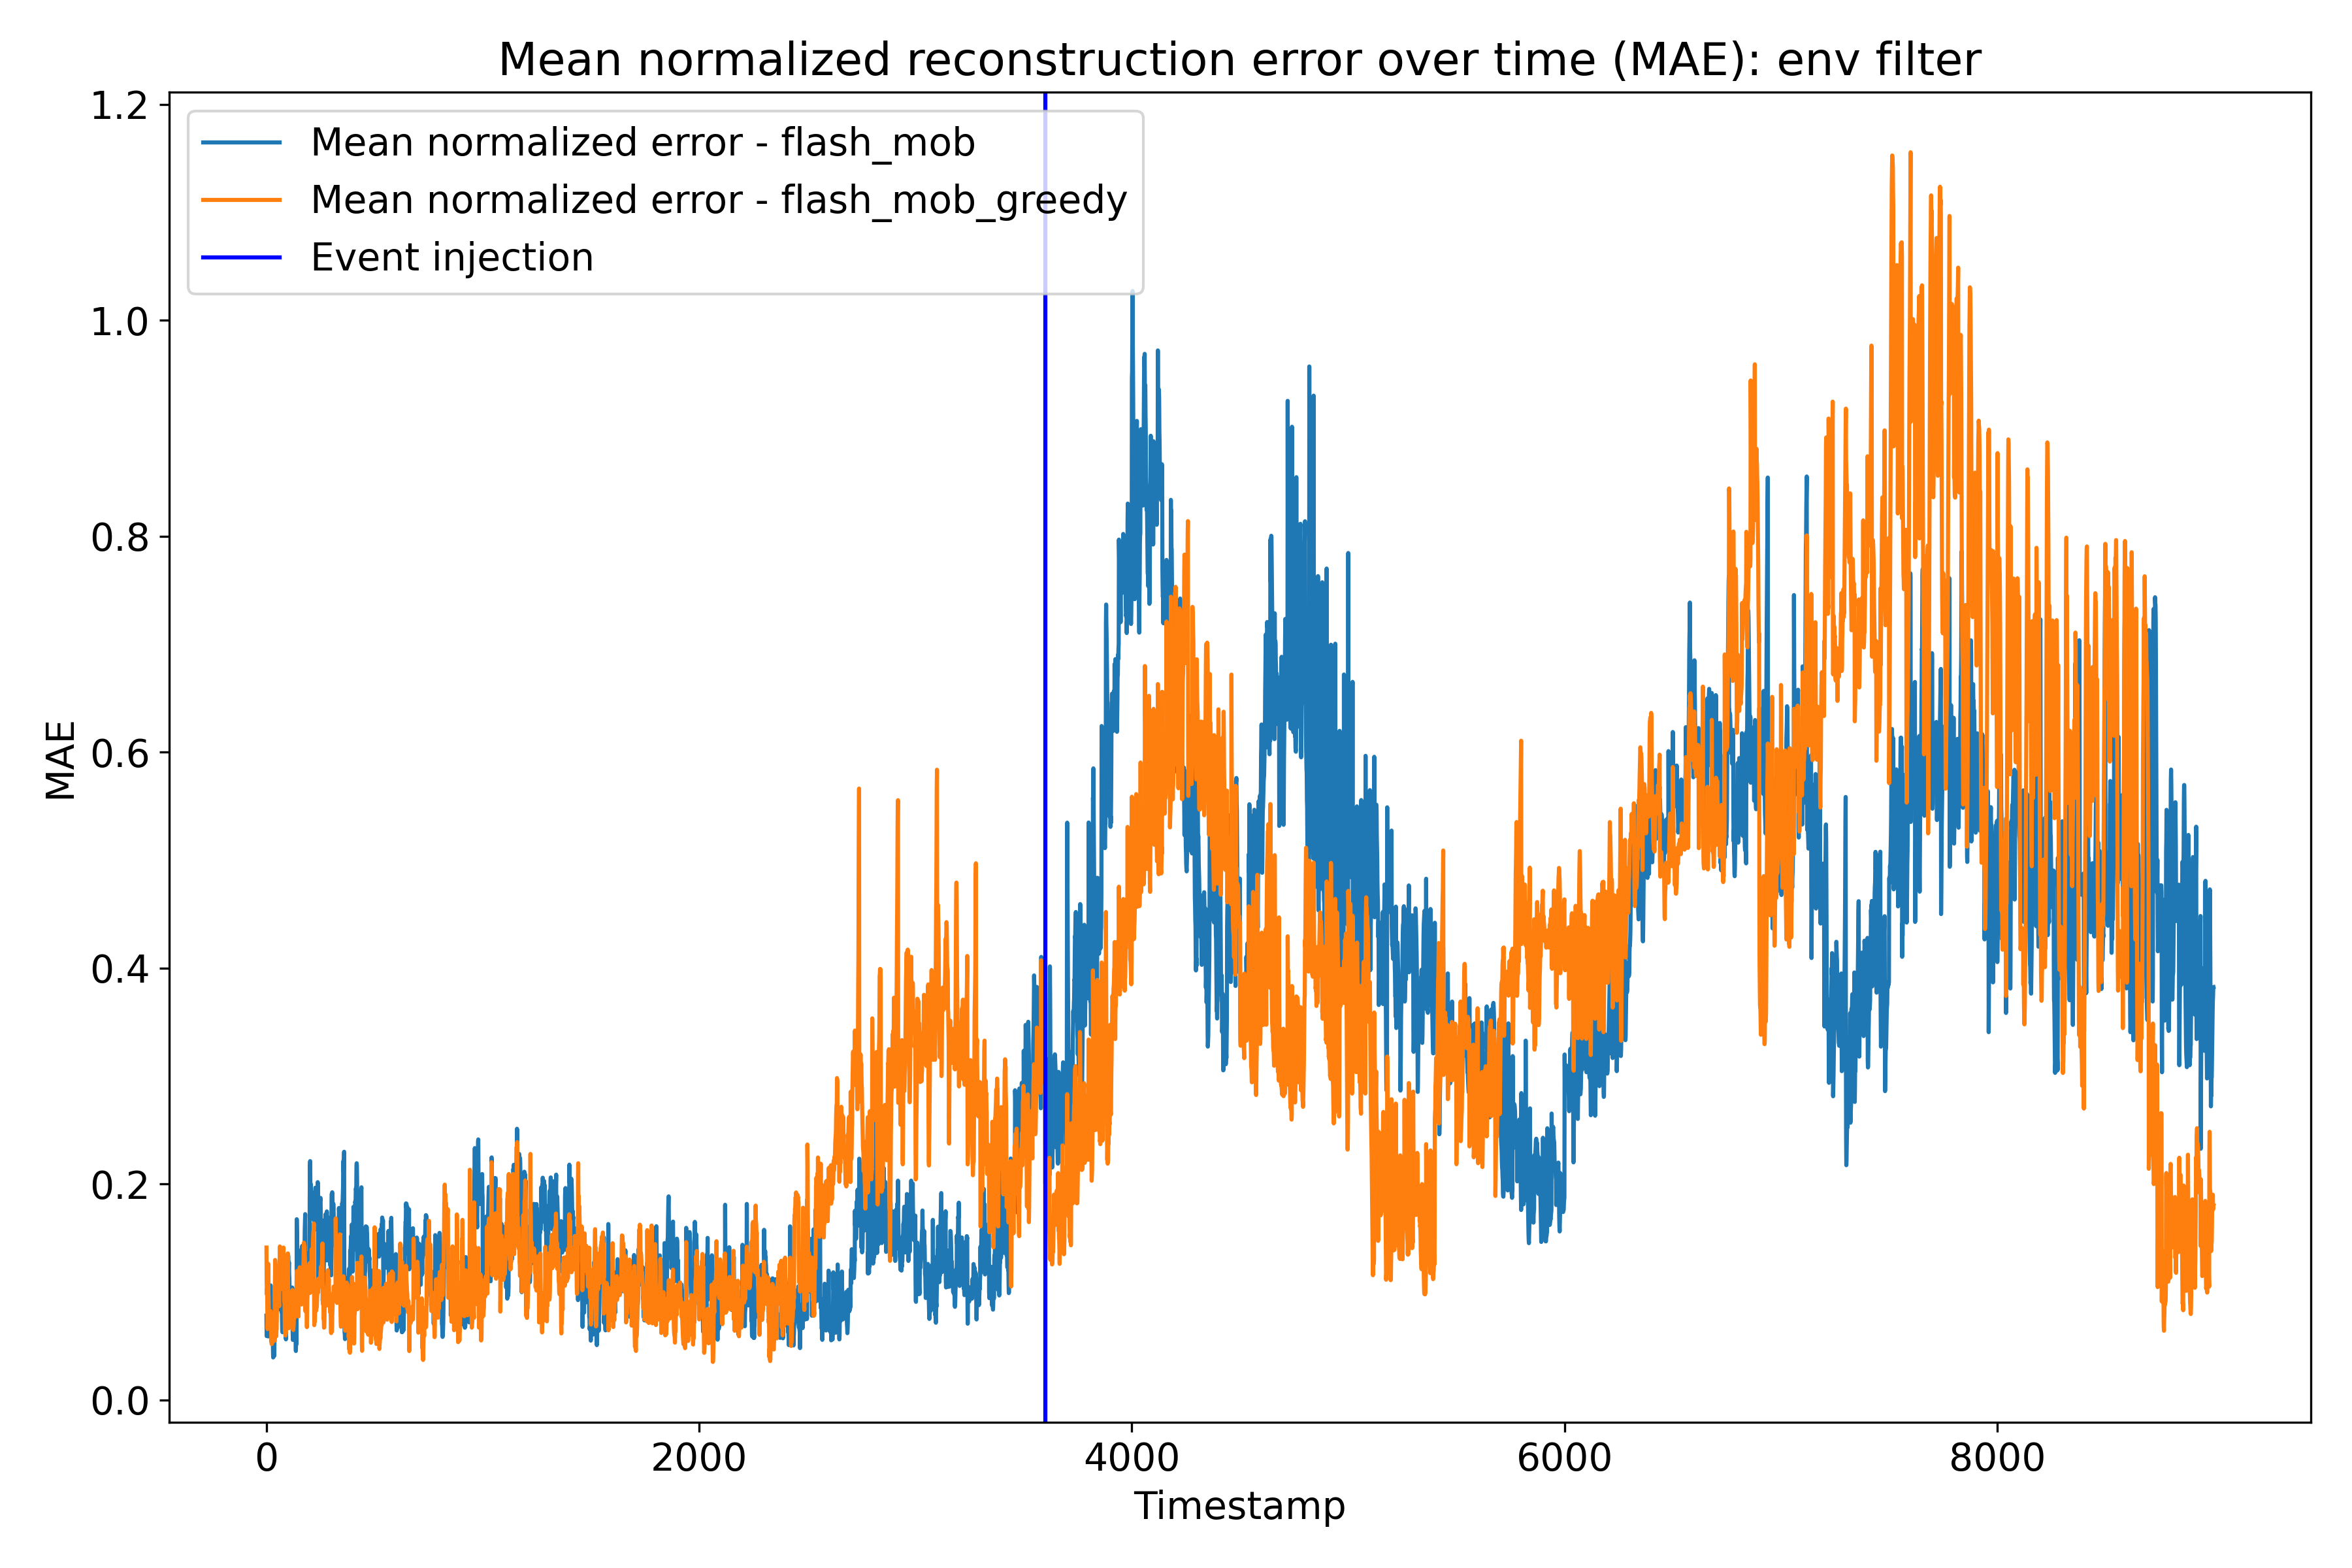 Mean normalized reconstruction error over time (MAE): env filter
1.2
1.0
0.8
0.6
0.4
0.2
0.0
MAE
Mean normalized error - flash_mob
Mean normalized error - flash_mob_greedy
Event injection
0 2000 4000 6000 8000
Timestamp